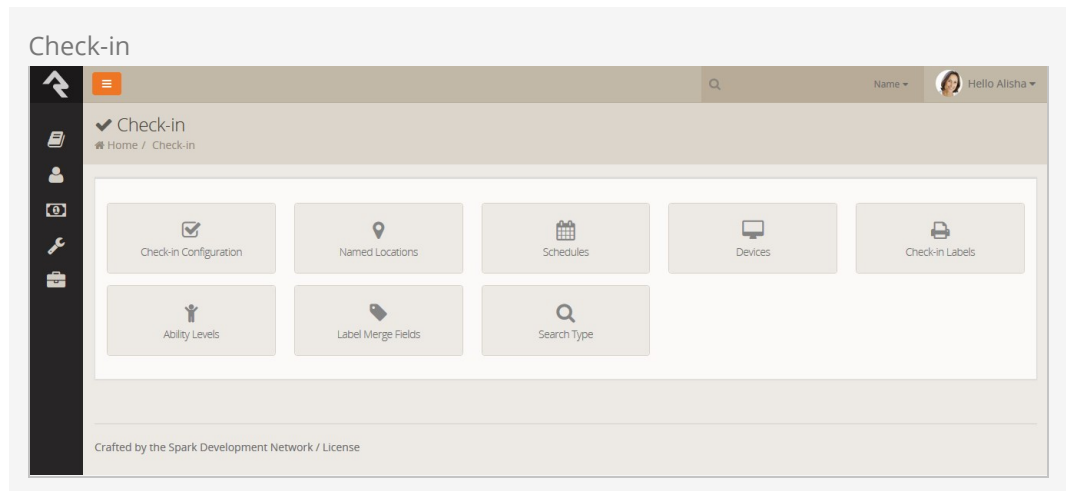 Check-in
Name
Hello Alisha
Check-in
Home / Check-in
Check-in Configuration
Named Locations
Schedules
Devices
Check-in Labels
Ability Levels
Label Merge Fields
Search Type
Crafted by the Spark Development Network / License